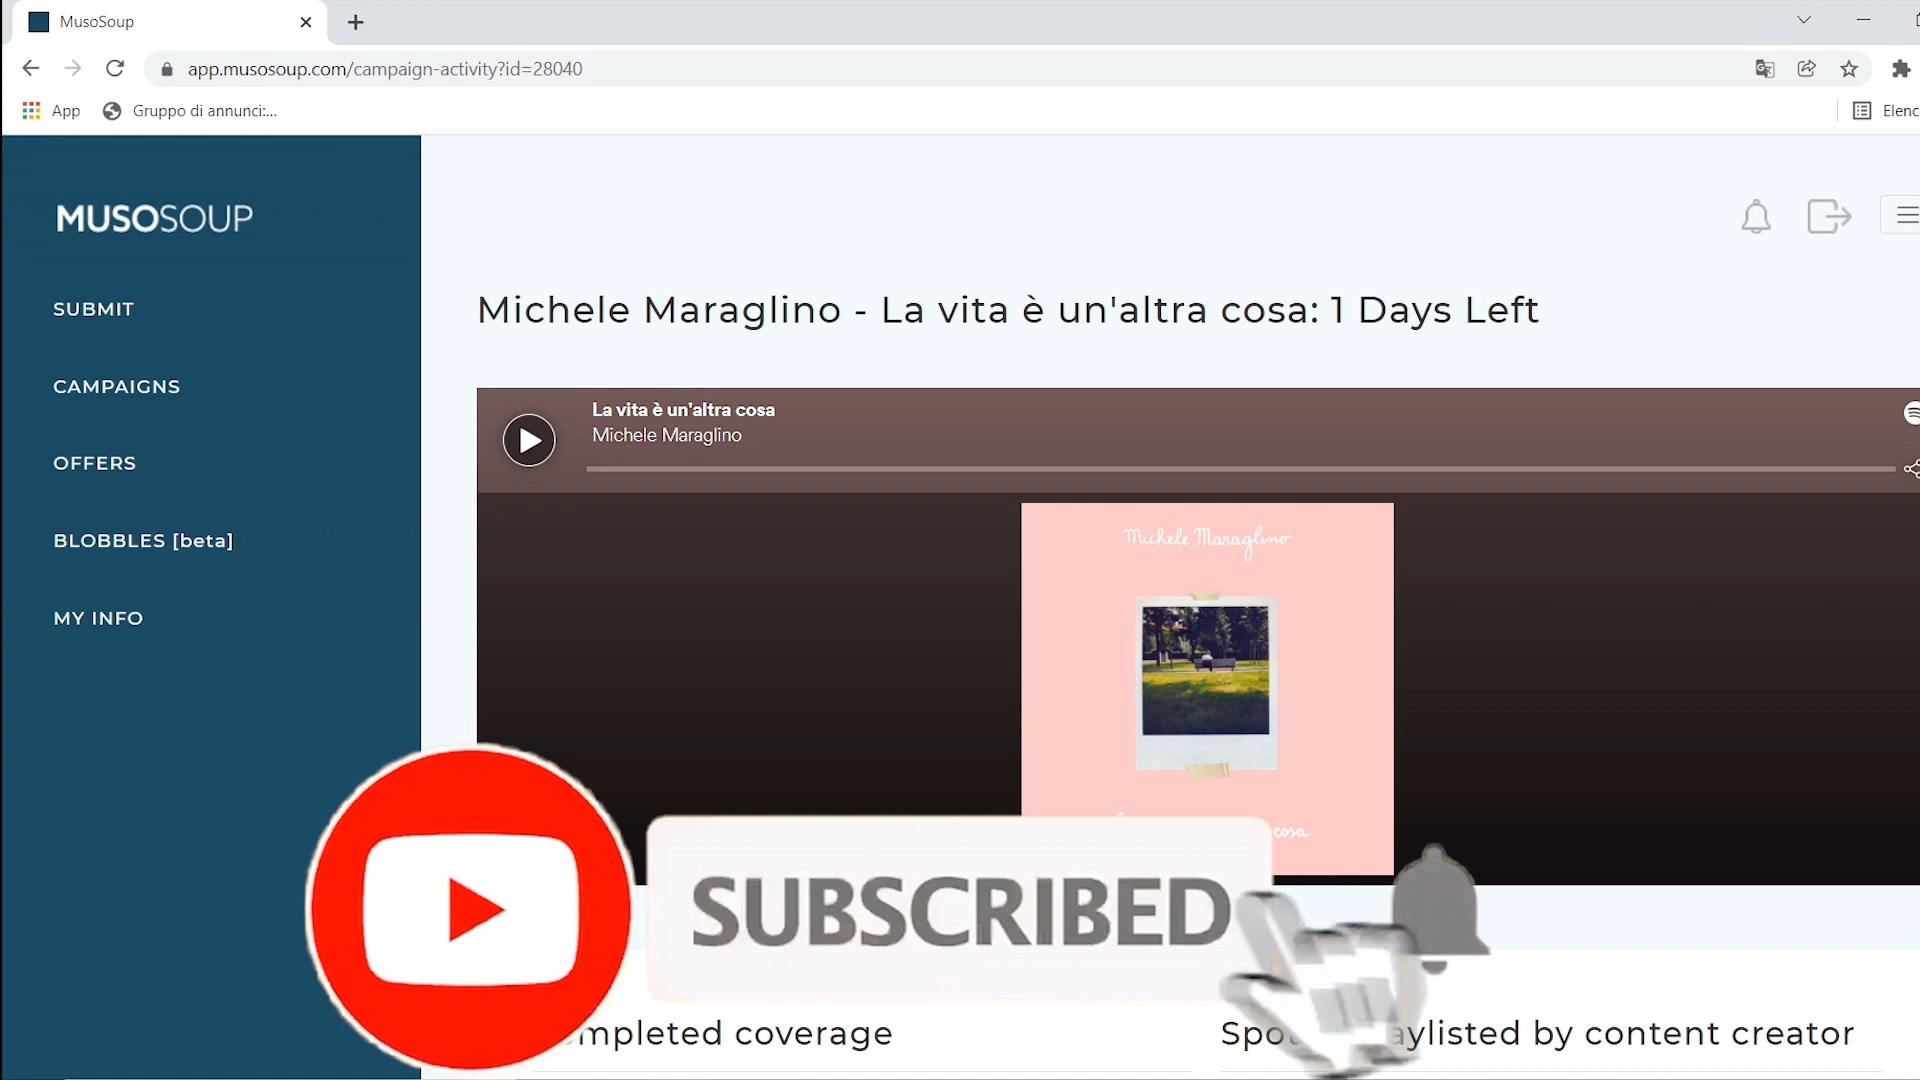 MusoSoup
app.musosoup.com/campaign-activity?id=28040
App
Gruppo di annunci:...
MUSOSOUP
SUBMIT
CAMPAIGNS
OFFERS
BLOBBLES [beta]
MY INFO
Michele Maraglino - La vita è un'altra cosa: 1 Days Left
La vita è un'altra cosa
Michele Maraglino
Michele Maraglino
cosa
SUBSCRIBED
coverage
by content creator